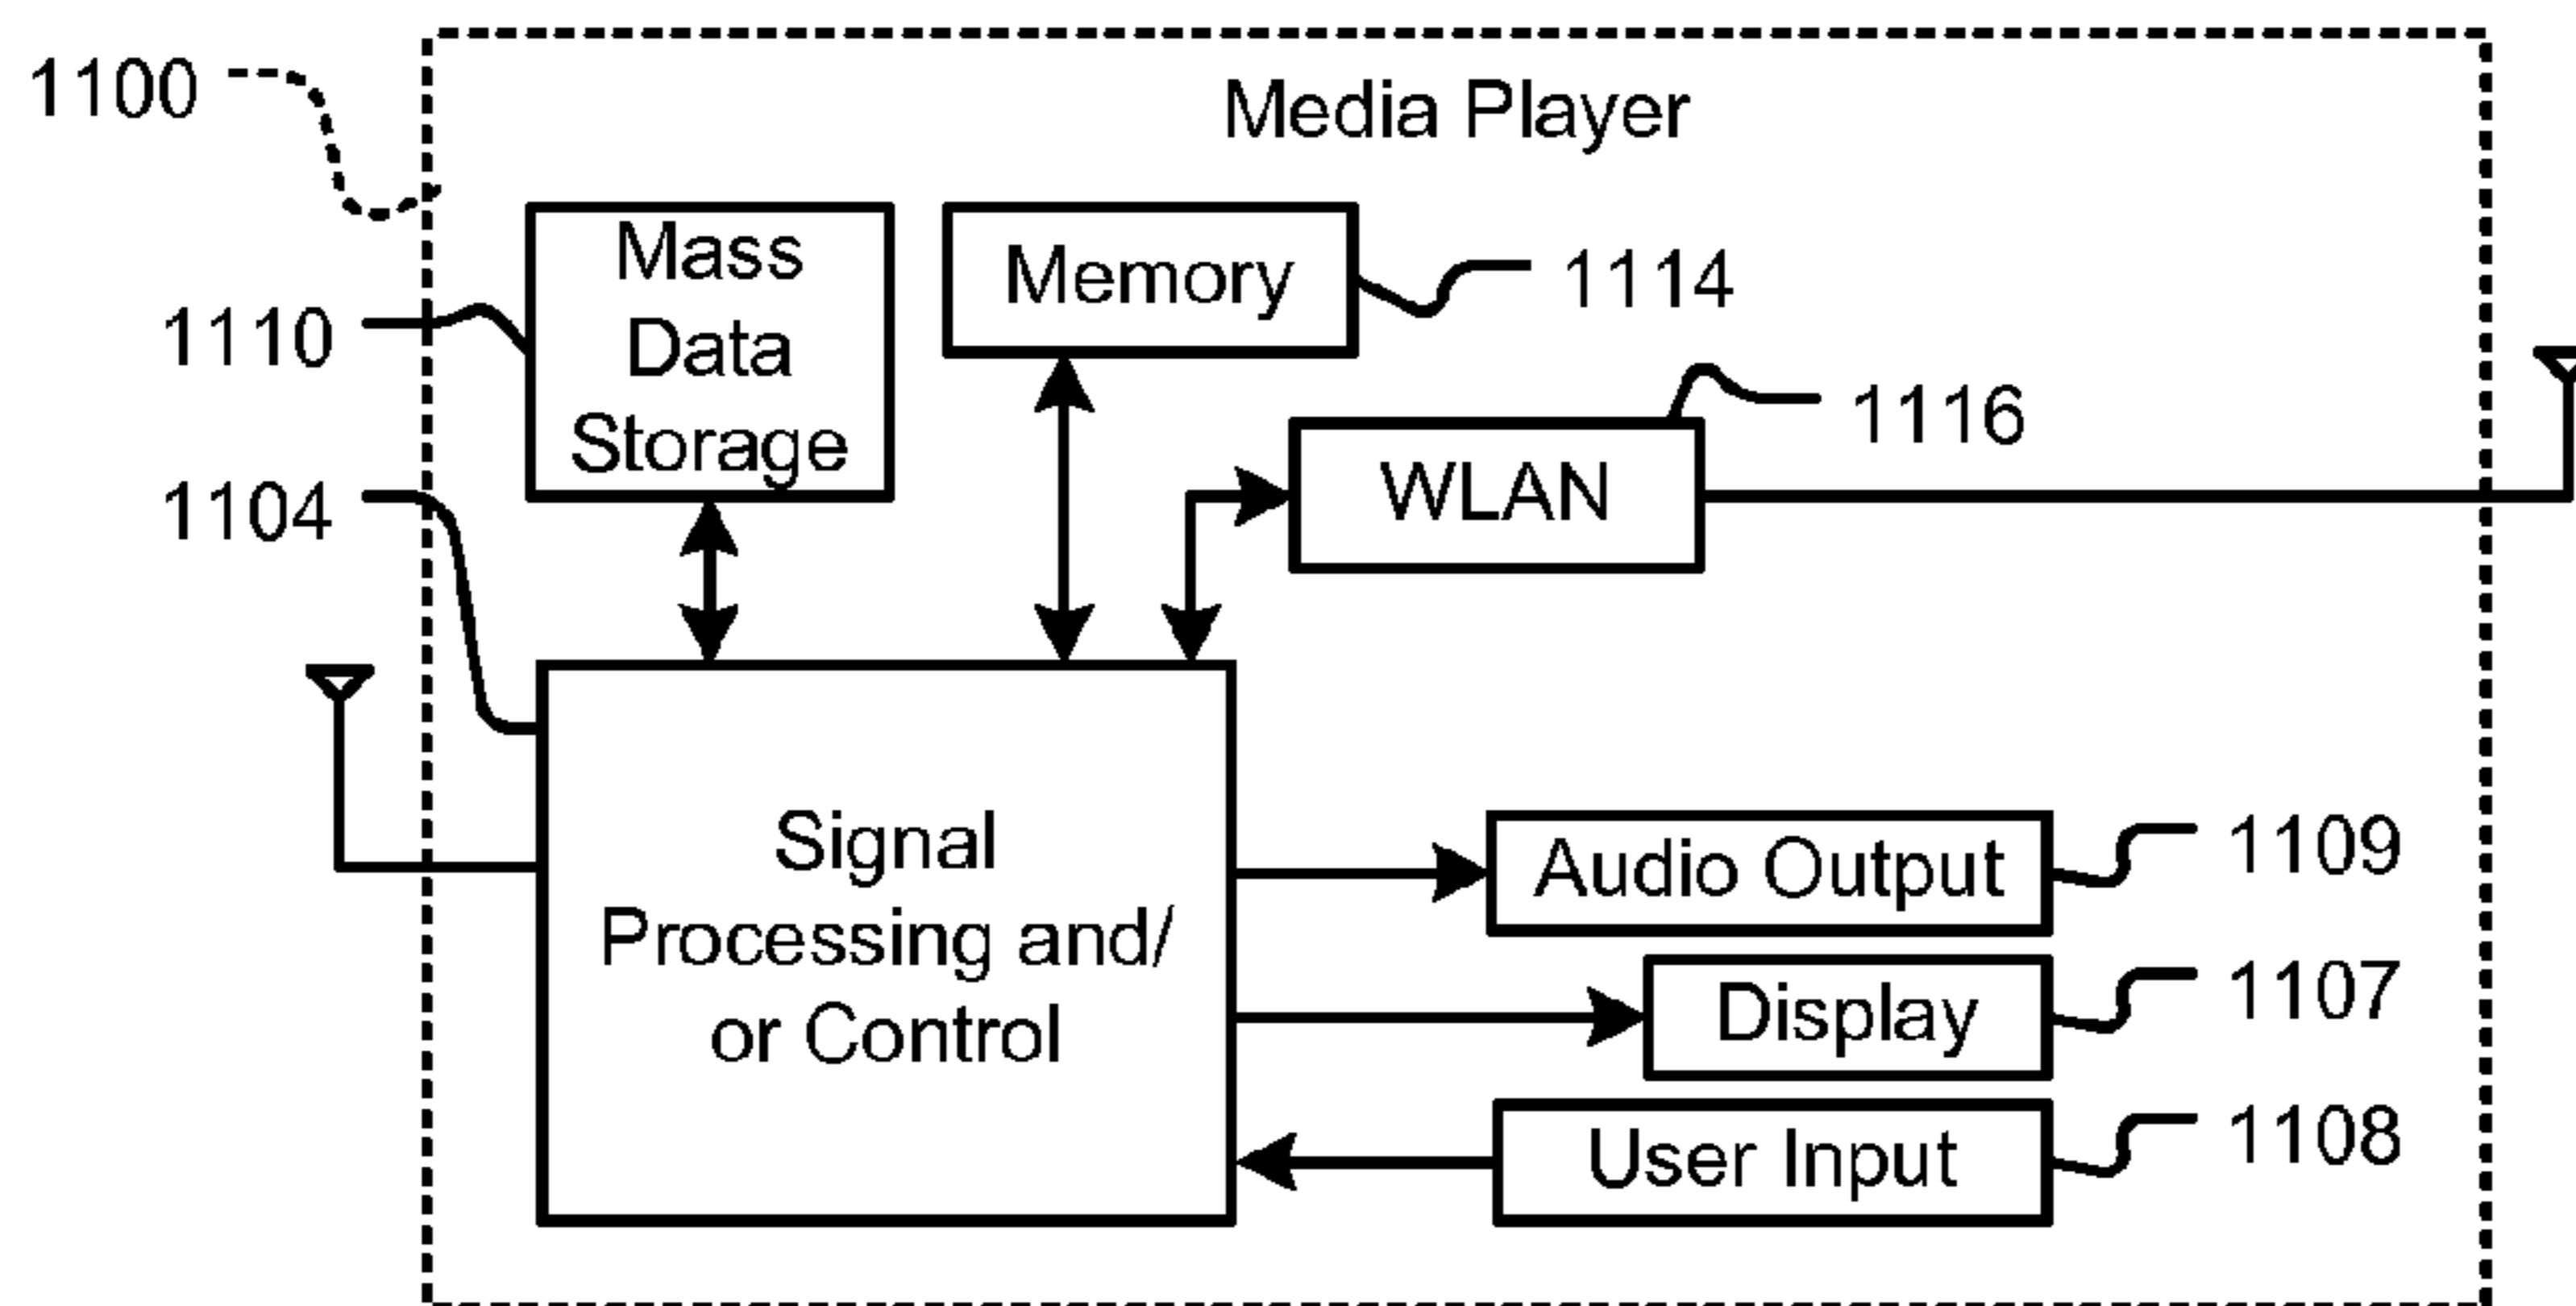 1100
Media Player
Mass
Data
Storage
Memory
1114
1110
1116
WLAN
1104
Signal
Processing and/
or Control
Audio Output
1109
Display
1107
User Input
1108